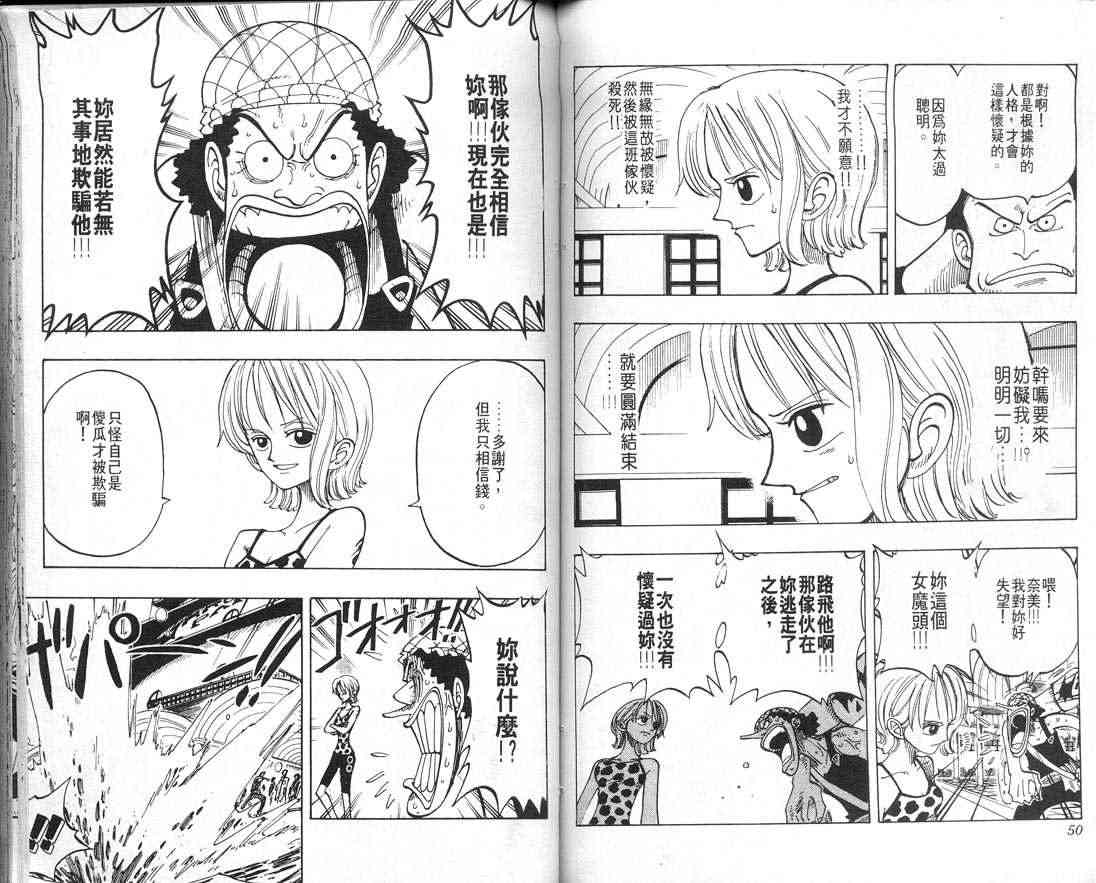 對啊！
都是根據妳的
人格，才會
這樣懷疑的。
因爲妳太過
聰明。
……
我才不願意！！
無緣無故被懷疑，
然後被這班傢伙
殺死！！
幹嘛要來
妨礙我…!!?
明明一切……
……
就要圓滿結束
喂！
奈美!!!
我對妳好
失望！
妳這個
女魔頭!!!
路飛他啊!!!
那傢伙在
妳逃走了
之後，
一次也沒有
懷疑過妳!!!
50
那傢伙完全相信
妳啊!!!現在也是!!!
妳居然能若無
其事地欺騙他!!!
……多謝了，
但我只相信錢。
只怪自己是
傻瓜才被欺騙
啊！
妳說什麼!?
ゴオオオ
ドバ
!!